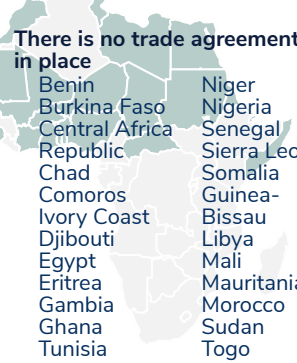 There is no trade agreement
in place
Benin
Burkina Faso
Central Africa
Republic
Chad
Comoros
Ivory Coast
Djibouti
Egypt
Eritrea
Gambia
Ghana
Tunisia
Niger
Nigeria
Senegal
Sierra Leo
Somalia
Guinea-
Bissau
Libya
Mali
Mauritania
Morocco
Sudan
Togo